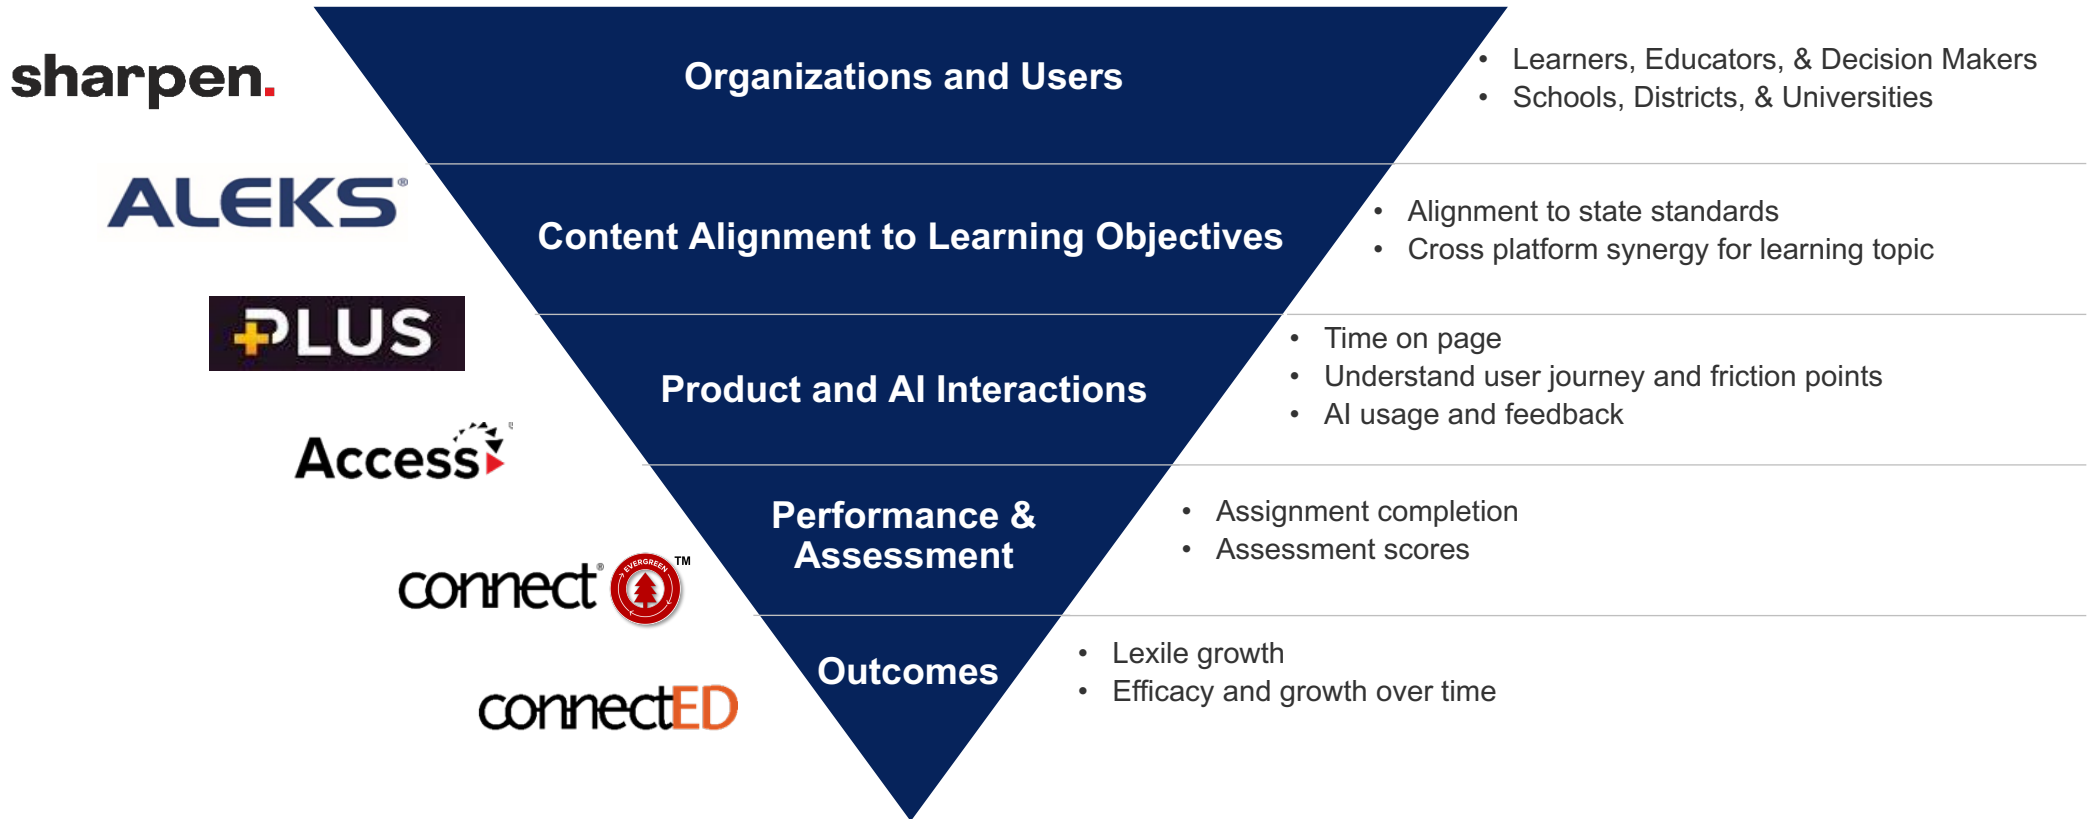 sharpen.
Organizations and Users
• Learners, Educators, & Decision Makers
• Schools, Districts, & Universities
ALEKS®
Content Alignment to Learning Objectives
• Alignment to state standards
• Cross platform synergy for learning topic
PLUS
Product and AI Interactions
• Time on page
• Understand user journey and friction points
• AI usage and feedback
Access
Performance &
Assessment
• Assignment completion
• Assessment scores
connect®
EVERGREEN
TM
Outcomes
• Lexile growth
• Efficacy and growth over time
connectED